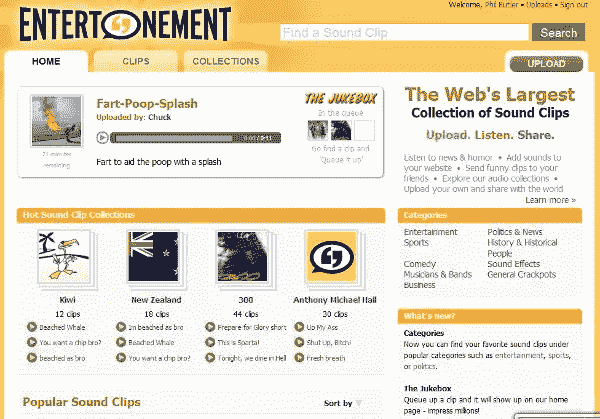 Welcome, Phil Butler • Uploads • Sign out
ENTERTONEMENT
Find a Sound Clip
Search
HOME
CLIPS
COLLECTIONS
UPLOAD
Fart-Poop-Splash
Uploaded by: Chuck
Fart to aid the poop with a splash
minutes
remaining
THE JUKEBOX
In the queue
Go find a clip and
'Queue it up'
The Web's Largest
Collection of Sound Clips
Upload. Listen. Share.
Listen to news & humor • Add sounds to
your website • Send funny clips to your
friends • Explore our audio collections •
Upload your own and share with the world
Learn more »
Hot Sound Clip Collections
Kiwi
12 clips
Beached Whale
You want a chip bro?
beached as bro
New Zealand
18 clips
Im beached as bro
Beached Whale
You want a chip?
300
44 clips
Prepare for Glory short
This is Sparta!
Tonight, we dine in Hell
Anthony Michael Hall
30 clips
Up My Ass
Shut Up, Bitch!
Fresh breath
Categories
Entertainment
Sports
Comedy
Musicians & Bands
Business
Politics & News
History & Historical
People
Sound Effects
General Crackpots
What's new?
Categories
Now you can find your favorite sound clips under
popular categories such as entertainment, sports,
or politics.
The Jukebox
Queue up a clip and it will show up on our home
page - impress milions!
Popular Sound Clips
Sort by